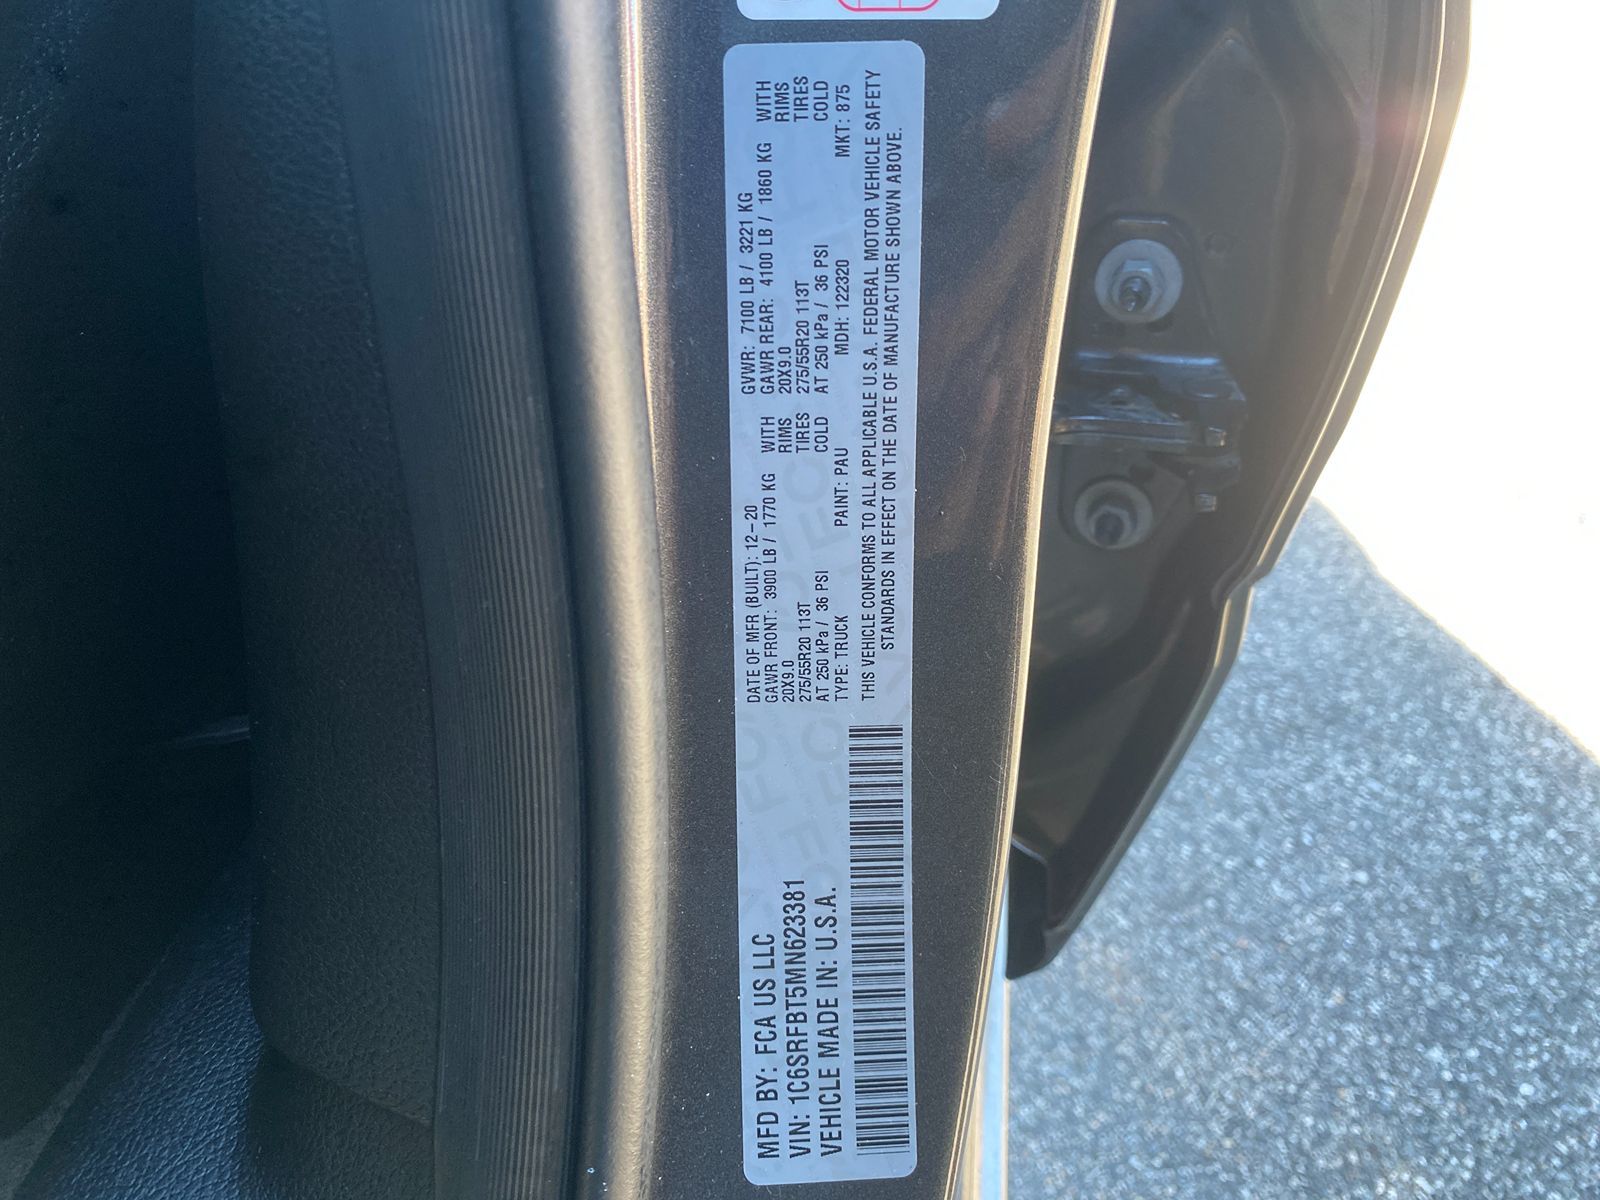 MFD BY: FCA US LLC
VIN: 1C6SRFBT5MN623381
VEHICLE MADE IN: U.S.A.
DATE OF MFR (BUILT): 12-20 GVWR: 7100 LB / 3221 KG
GAWR FRONT: 3900 LB / 1770 KG WITH GAWR REAR: 4100 LB / 1860 KG WITH
20X9.0 RIMS 20X9.0 RIMS
275/55R20 113T TIRES 275/55R20 113T TIRES
AT 250 kPa / 36 PSI COLD AT 250 kPa / 36 PSI COLD
TYPE: TRUCK PAINT: PAU MDH: 122320 MKT: 875
THIS VEHICLE CONFORMS TO ALL APPLICABLE U.S.A. FEDERAL MOTOR VEHICLE SAFETY
STANDARDS IN EFFECT ON THE DATE OF MANUFACTURE SHOWN ABOVE.